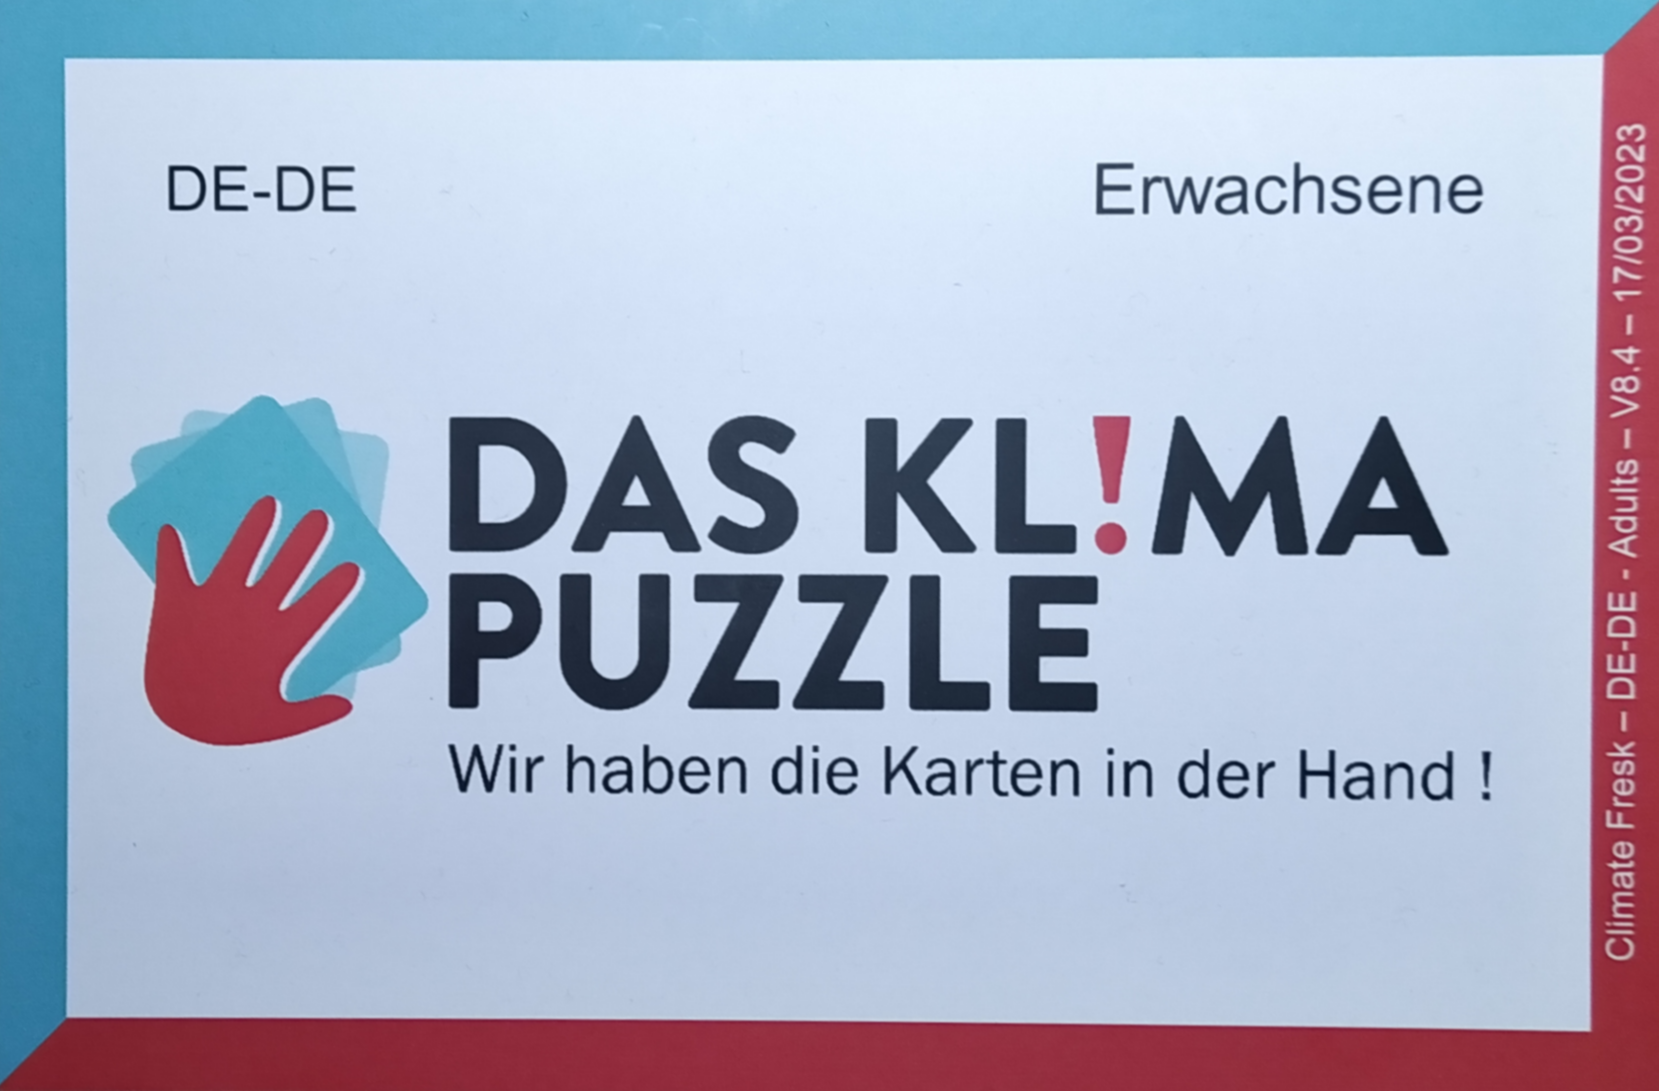 DE-DE
Erwachsene
DAS KL!MA
PUZZLE
Wir haben die Karten in der Hand !
Climate Fresk – DE-DE - Adults – V8.4 – 17/03/2023